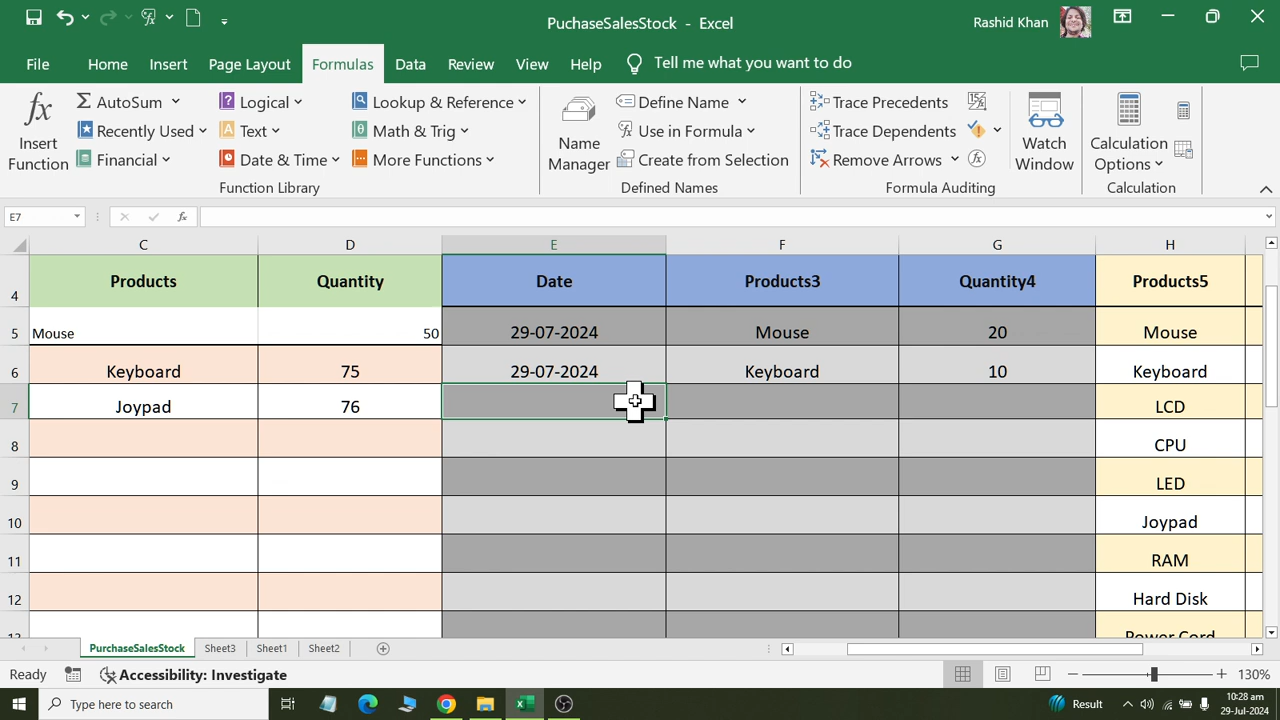 PuchaseSalesStock - Excel
Rashid Khan
File Home Insert Page Layout Formulas Data Review View Help Tell me what you want to do
Insert Function
AutoSum
Recently Used
Financial
Logical
Text
Date & Time
Lookup & Reference
Math & Trig
More Functions
Function Library
Name Manager
Define Name
Use in Formula
Create from Selection
Defined Names
Trace Precedents
Trace Dependents
Remove Arrows
Formula Auditing
Watch Window
Calculation Options
Calculation
E7 fx
C D E F G H
4 Products Quantity Date Products3 Quantity4 Products5
5 Mouse 50 29-07-2024 Mouse 20 Mouse
6 Keyboard 75 29-07-2024 Keyboard 10 Keyboard
7 Joypad 76 LCD
8 CPU
9 LED
10 Joypad
11 RAM
12 Hard Disk
13 Power Cord
PurchaseSalesStock Sheet3 Sheet1 Sheet2
Ready Accessibility: Investigate 130%
Type here to search
Result
10:28 am
29-Jul-2024